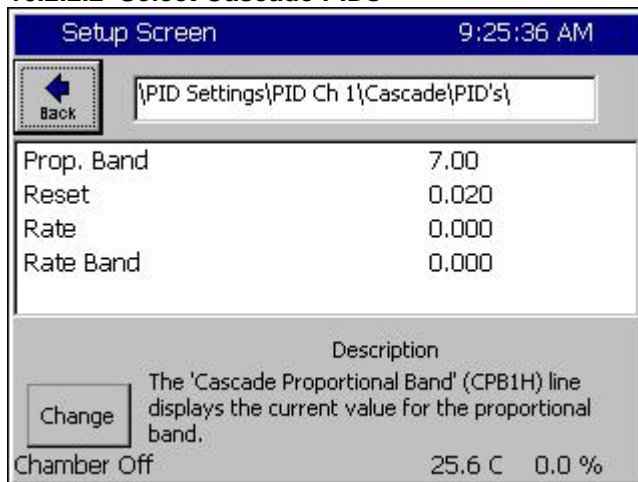 Setup Screen 9:25:36 AM
Back
\PID Settings\PID Ch 1\Cascade\PID's\
Prop. Band 7.00
Reset 0.020
Rate 0.000
Rate Band 0.000
Description
The 'Cascade Proportional Band' (CPB1H) line
displays the current value for the proportional
band.
Change
Chamber Off 25.6 C 0.0 %